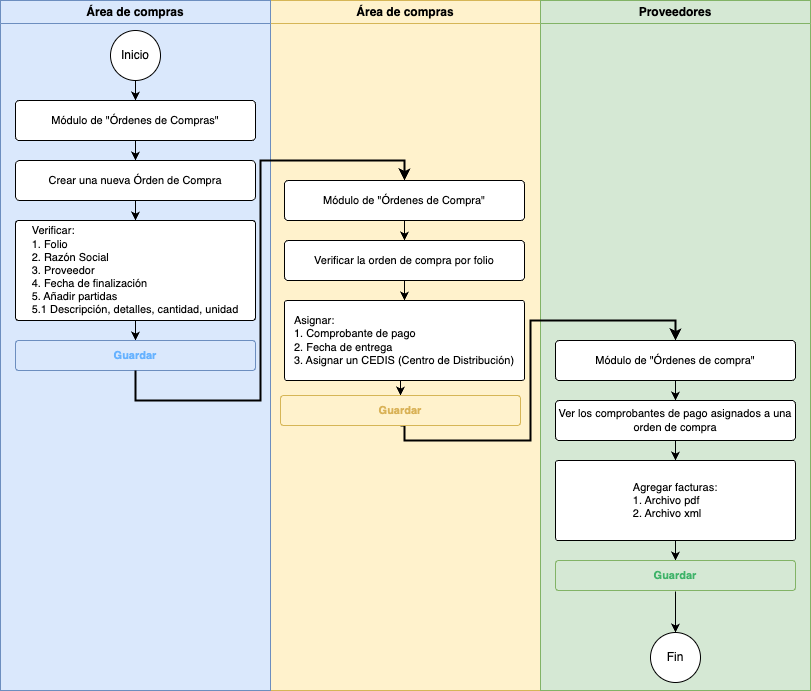 Área de compras
Inicio
Módulo de "Órdenes de Compras"
Crear una nueva Órden de Compra
Verificar:
1. Folio
2. Razón Social
3. Proveedor
4. Fecha de finalización
5. Añadir partidas
5.1 Descripción, detalles, cantidad, unidad
Guardar
Área de compras
Módulo de "Órdenes de Compra"
Verificar la orden de compra por folio
Asignar:
1. Comprobante de pago
2. Fecha de entrega
3. Asignar un CEDIS (Centro de Distribución)
Guardar
Proveedores
Módulo de "Órdenes de compra"
Ver los comprobantes de pago asignados a una
orden de compra
Agregar facturas:
1. Archivo pdf
2. Archivo xml
Guardar
Fin